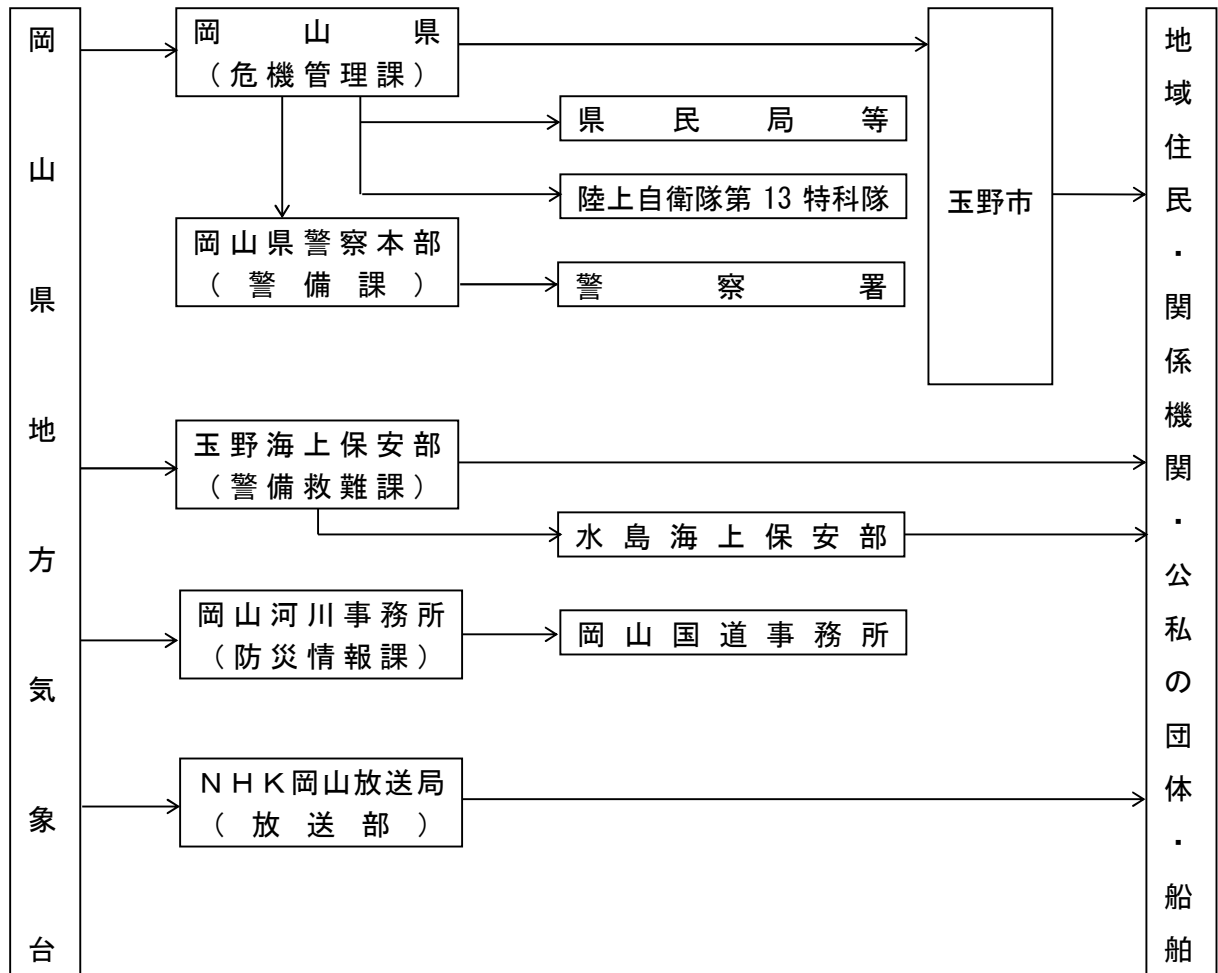 岡山県地方気象台
岡山県
（危機管理課）
県民局等
陸上自衛隊第 13 特科隊
岡山県警察本部
（警備課）
警察署
玉野市
玉野海上保安部
（警備救難課）
水島海上保安部
岡山河川事務所
（防災情報課）
岡山国道事務所
ＮＨＫ岡山放送局
（放送部）
地域住民・関係機関・公私の団体・船舶